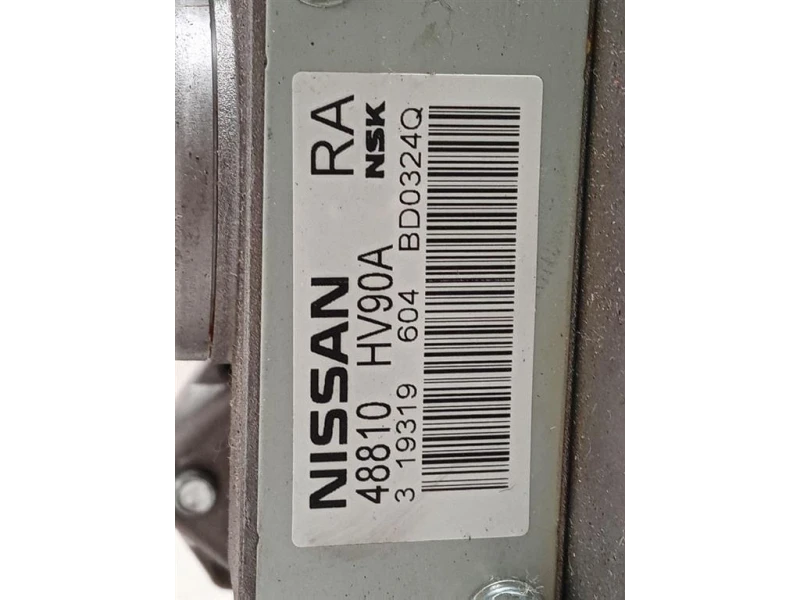 NISSAN RA
48810 HV90A NSK
3 19319 604 BD0324Q